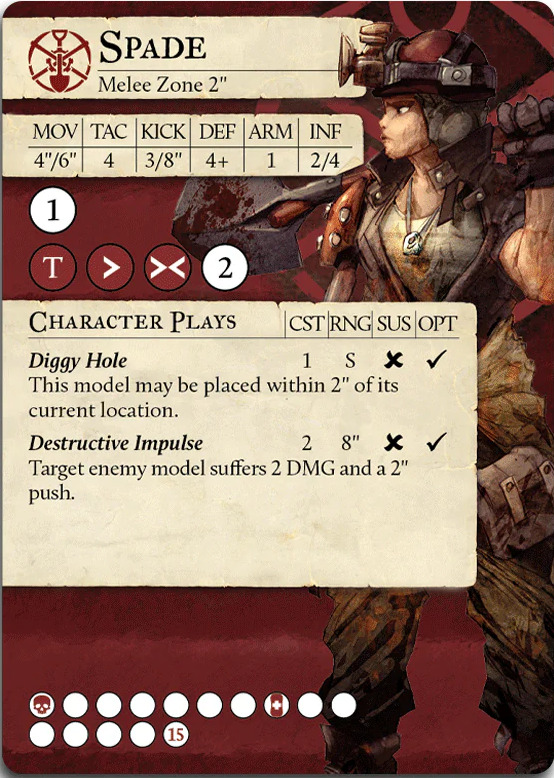 SPADE
Melee Zone 2"
MOV TAC KICK DEF ARM INF
4"/6" 4 3/8" 4+ 1 2/4
1
T > >< 2
CHARACTER PLAYS CST RNG SUS OPT
Diggy Hole 1 S ✘ ✓
This model may be placed within 2" of its
current location.
Destructive Impulse 2 8" ✘ ✓
Target enemy model suffers 2 DMG and a 2"
push.
15